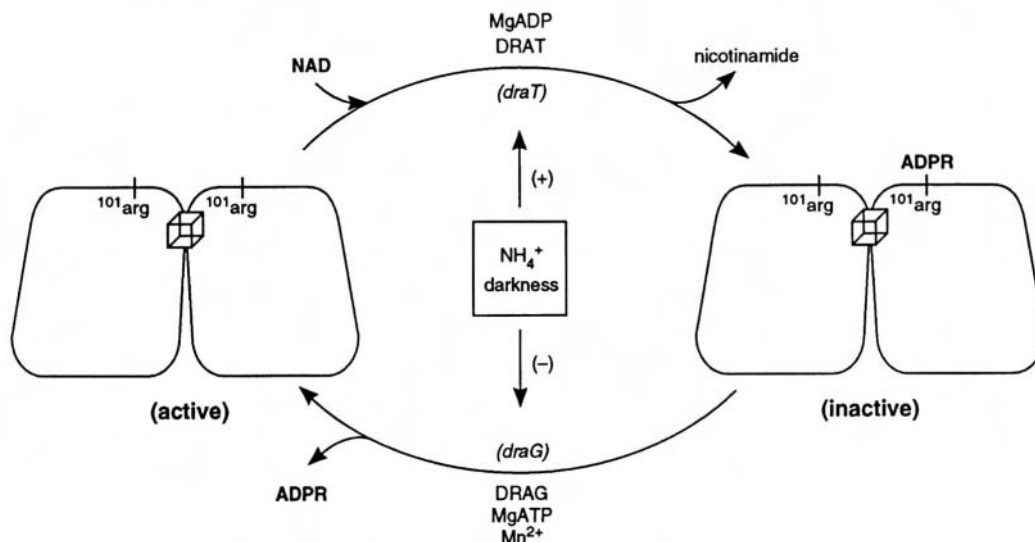 MgADP
DRAT
NAD
nicotinamide
(draT)
ADPR
(+)
¹⁰¹arg
¹⁰¹arg
¹⁰¹arg
¹⁰¹arg
NH₄⁺
darkness
(–)
(active)
(inactive)
(draG)
ADPR
DRAG
MgATP
Mn²⁺